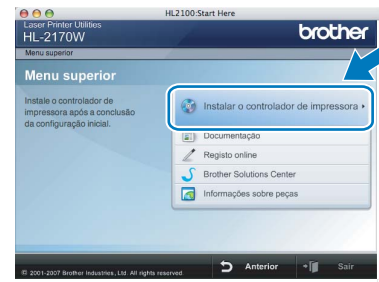 HL2100:Start Here
Laser Printer Utilities
HL-2170W
brother
Menu superior
Menu superior
Instale o controlador de
impressora após a conclusão
da configuração inicial.
Instalar o controlador de impressora
Documentação
Registo online
Brother Solutions Center
Informações sobre peças
© 2001-2007 Brother Industries, Ltd. All rights reserved.
Anterior
Sair